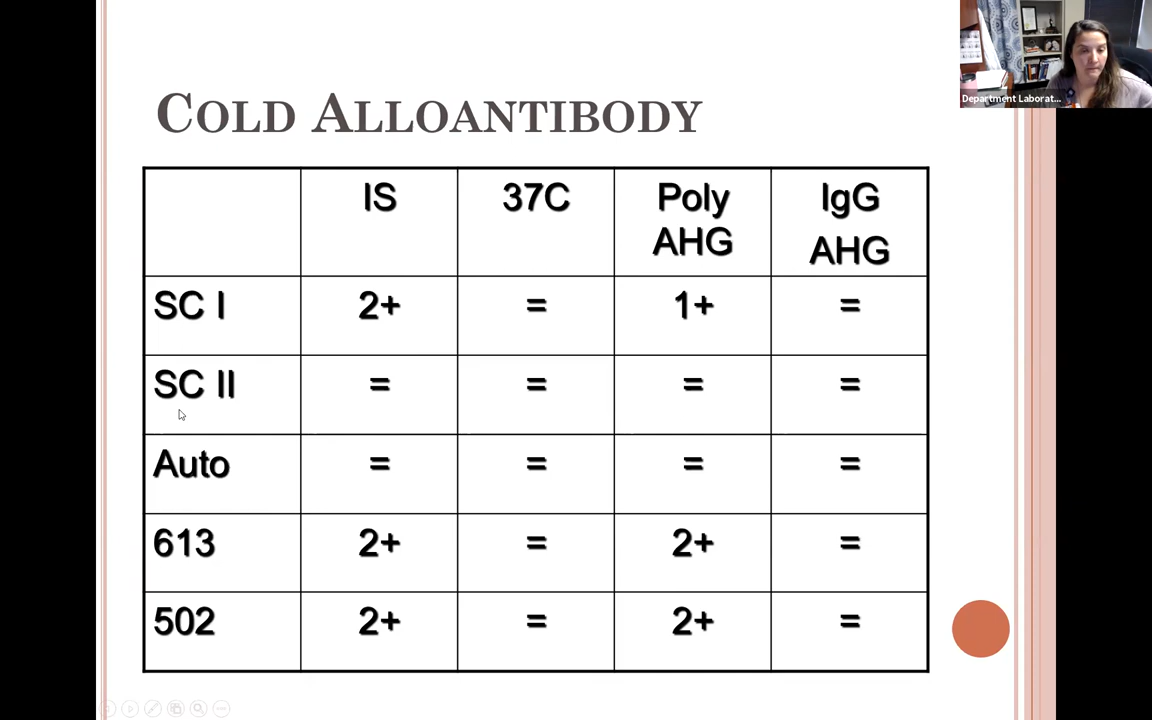 Department Laborat...
COLD ALLOANTIBODY
IS 37C Poly AHG IgG AHG
SC I 2+ = 1+ =
SC II = = = =
Auto = = = =
613 2+ = 2+ =
502 2+ = 2+ =